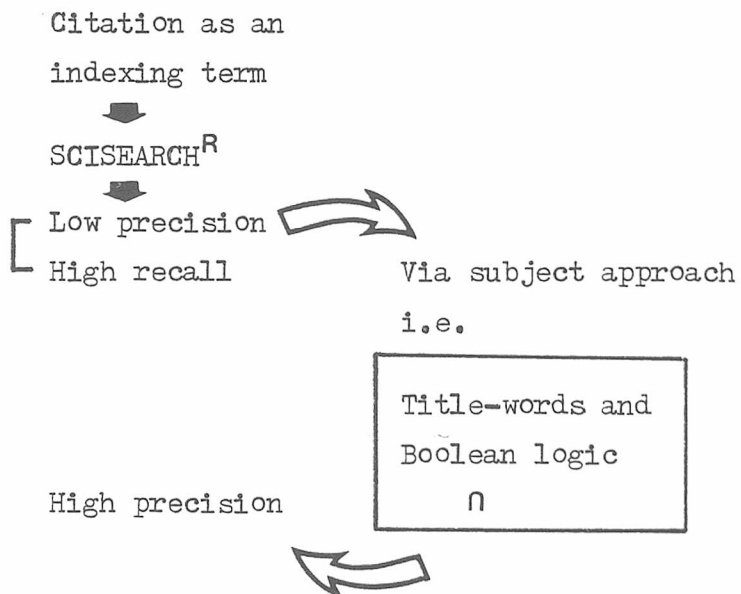 Citation as an
indexing term
SCISEARCHᴿ
Low precision
High recall
Via subject approach
i.e.
Title-words and
Boolean logic
∩
High precision